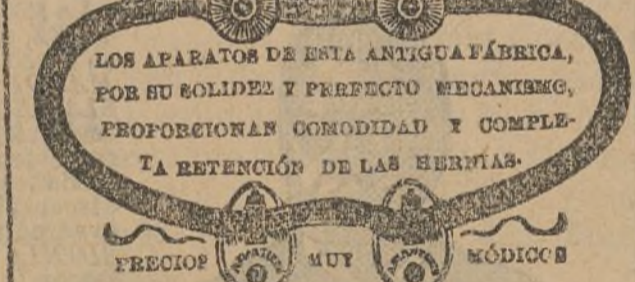 LOS APARATOS DE ESTA ANTIGUA FÁBRICA,
POR SU SOLIDEZ Y PERFECTO MECANISMO,
PROPORCIONAN COMODIDAD Y COMPLE-
TA RETENCIÓN DE LAS HERNIAS.
PRECIOS MUY MÓDICOS